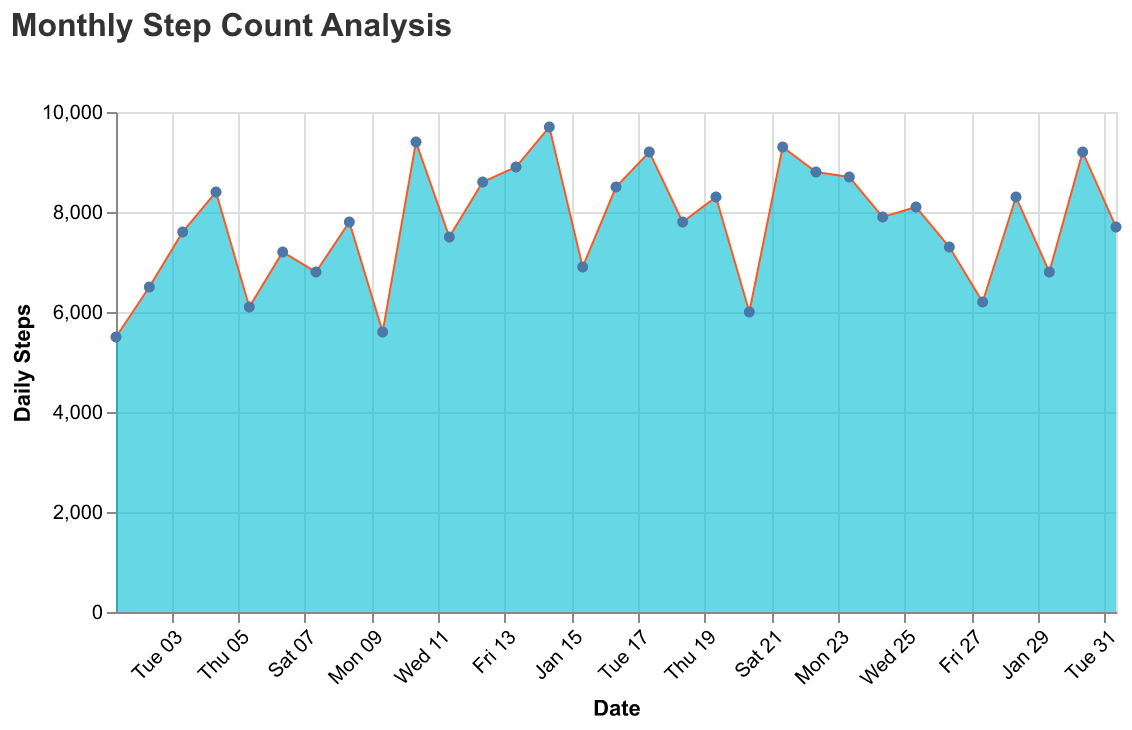 Monthly Step Count Analysis
10,000
8,000
6,000
4,000
2,000
0
Daily Steps
Tue 03
Thu 05
Sat 07
Mon 09
Wed 11
Fri 13
Jan 15
Tue 17
Thu 19
Sat 21
Mon 23
Wed 25
Fri 27
Jan 29
Tue 31
Date